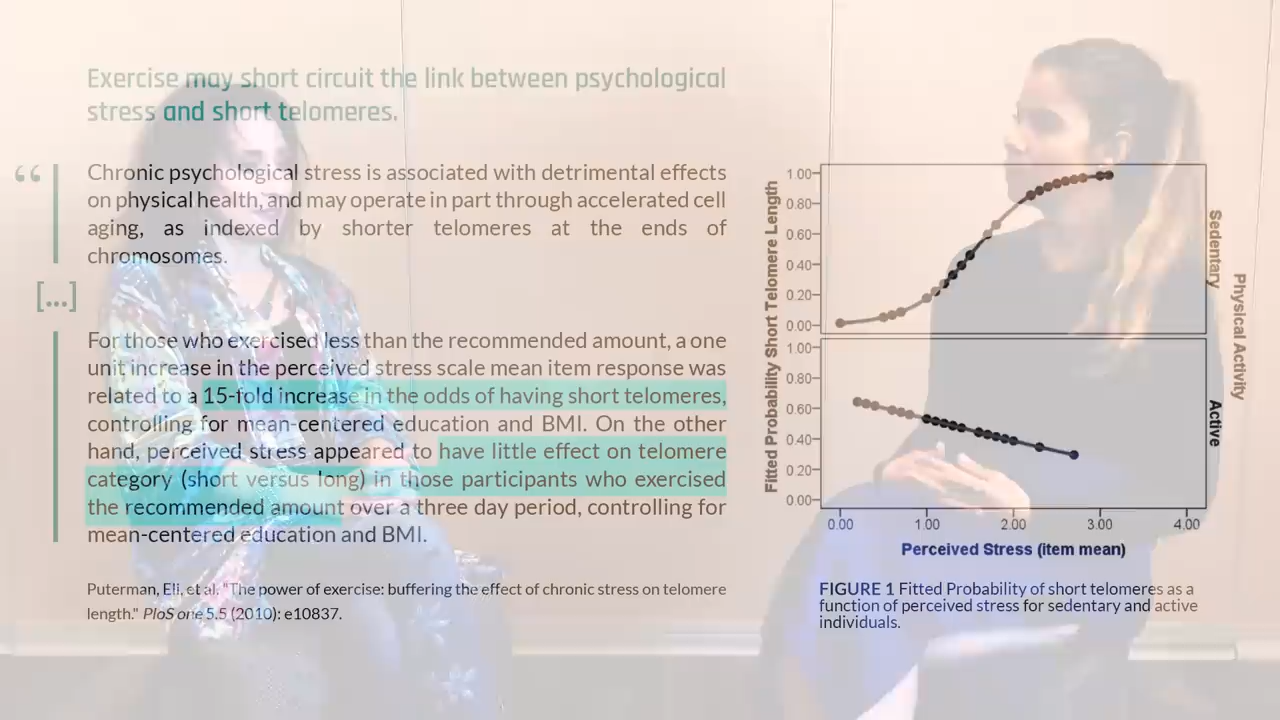 Exercise may short circuit the link between psychological
stress and short telomeres.
“
Chronic psychological stress is associated with detrimental effects
on physical health, and may operate in part through accelerated cell
aging, as indexed by shorter telomeres at the ends of
chromosomes.
[...]
For those who exercised less than the recommended amount, a one
unit increase in the perceived stress scale mean item response was
related to a 15-fold increase in the odds of having short telomeres,
controlling for mean-centered education and BMI. On the other
hand, perceived stress appeared to have little effect on telomere
category (short versus long) in those participants who exercised
the recommended amount over a three day period, controlling for
mean-centered education and BMI.
Puterman, Eli, et al. "The power of exercise: buffering the effect of chronic stress on telomere
length." PloS one 5.5 (2010): e10837.
Fitted Probability Short Telomere Length
1.00
0.80
0.60
0.40
0.20
0.00
Sedentary
1.00
0.80
0.60
0.40
0.20
0.00
Active
Physical Activity
0.00 1.00 2.00 3.00 4.00
Perceived Stress (item mean)
FIGURE 1 Fitted Probability of short telomeres as a
function of perceived stress for sedentary and active
individuals.